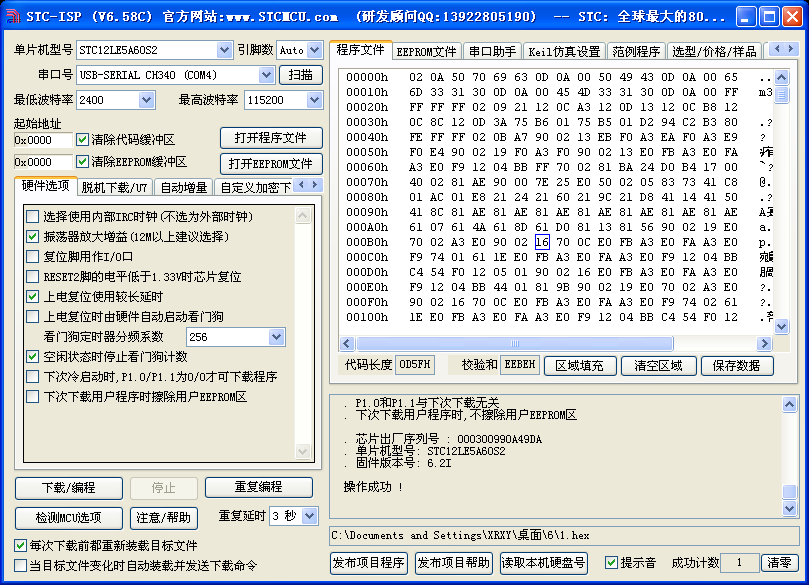 STC-ISP (V6.58C) 官方网站:www.STCMCU.com (研发顾问QQ:13922805190) -- STC: 全球最大的80...
单片机型号 STC12LE5A60S2 引脚数 Auto
串口号 USB-SERIAL CH340 (COM4) 扫描
最低波特率 2400 最高波特率 115200
起始地址
0x0000 清除代码缓冲区 打开程序文件
0x0000 清除EEPROM缓冲区 打开EEPROM文件
硬件选项 脱机下载/U7 自动增量 自定义加密下
选择使用内部IRC时钟(不选为外部时钟)
振荡器放大增益(12M以上建议选择)
复位脚用作I/O口
RESET2脚的电平低于1.33V时芯片复位
上电复位使用较长延时
上电复位时由硬件自动启动看门狗
看门狗定时器分频系数 256
空闲状态时停止看门狗计数
下次冷启动时,P1.0/P1.1为0/0才可下载程序
下次下载用户程序时擦除用户EEPROM区
下载/编程 停止 重复编程
检测MCU选项 注意/帮助 重复延时 3 秒
每次下载前都重新装载目标文件
当目标文件变化时自动装载并发送下载命令
程序文件 EEPROM文件 串口助手 Keil仿真设置 范例程序 选型/价格/样品
00000h 02 0A 50 70 69 63 0D 0A 00 50 49 43 0D 0A 00 65 ..
00010h 6D 33 31 30 0D 0A 00 45 4D 33 31 30 0D 0A 00 FF m3
00020h FF FF FF 02 09 21 12 0C A3 12 0D 13 12 0C B8 12
00030h 0C 8C 12 0D 3A 75 B6 01 75 B5 01 D2 94 C2 B3 80 .
00040h FE FF FF 02 0B A7 90 02 13 EB F0 A3 EA F0 A3 E9 ?
00050h F0 E4 90 02 19 F0 A3 F0 90 02 13 E0 FB A3 E0 FA
00060h A3 E0 F9 12 04 BB FF 70 02 81 BA 24 D0 B4 17 00
00070h 40 02 81 AE 90 00 7E 25 E0 50 02 05 83 73 41 C8 @.
00080h 01 AC 01 E8 21 24 21 60 21 9C 21 D8 41 14 41 50 .
00090h 41 8C 81 AE 81 AE 81 AE 81 AE 81 AE 81 AE 81 AE
000A0h 61 07 61 4A 61 8D 61 D0 81 13 81 56 90 02 19 E0 a.
000B0h 70 02 A3 E0 90 02 16 70 0C E0 FB A3 E0 FA A3 E0 p.
000C0h F9 74 01 61 1E E0 FB A3 E0 FA A3 E0 F9 12 04 BB
000D0h C4 54 F0 12 05 01 90 02 16 E0 FB A3 E0 FA A3 E0
000E0h F9 12 04 BB 44 01 81 9B 90 02 19 E0 70 02 A3 E0 ?.
000F0h 90 02 16 70 0C E0 FB A3 E0 FA A3 E0 F9 74 02 61 ?.
00100h 1E E0 FB A3 E0 FA A3 E0 F9 12 04 BB C4 54 F0 12
代码长度 0D5FH 校验和 EEBEH 区域填充 清空区域 保存数据
. P1.0和P1.1与下次下载无关
. 下次下载用户程序时,不擦除用户EEPROM区
. 芯片出厂序列号 : 000300990A49DA
. 单片机型号: STC12LE5A60S2
. 固件版本号: 6.2I
操作成功 !
C:\Documents and Settings\XRXY\桌面\6\1.hex
发布项目程序 发布项目帮助 读取本机硬盘号 提示音 成功计数 1 清零